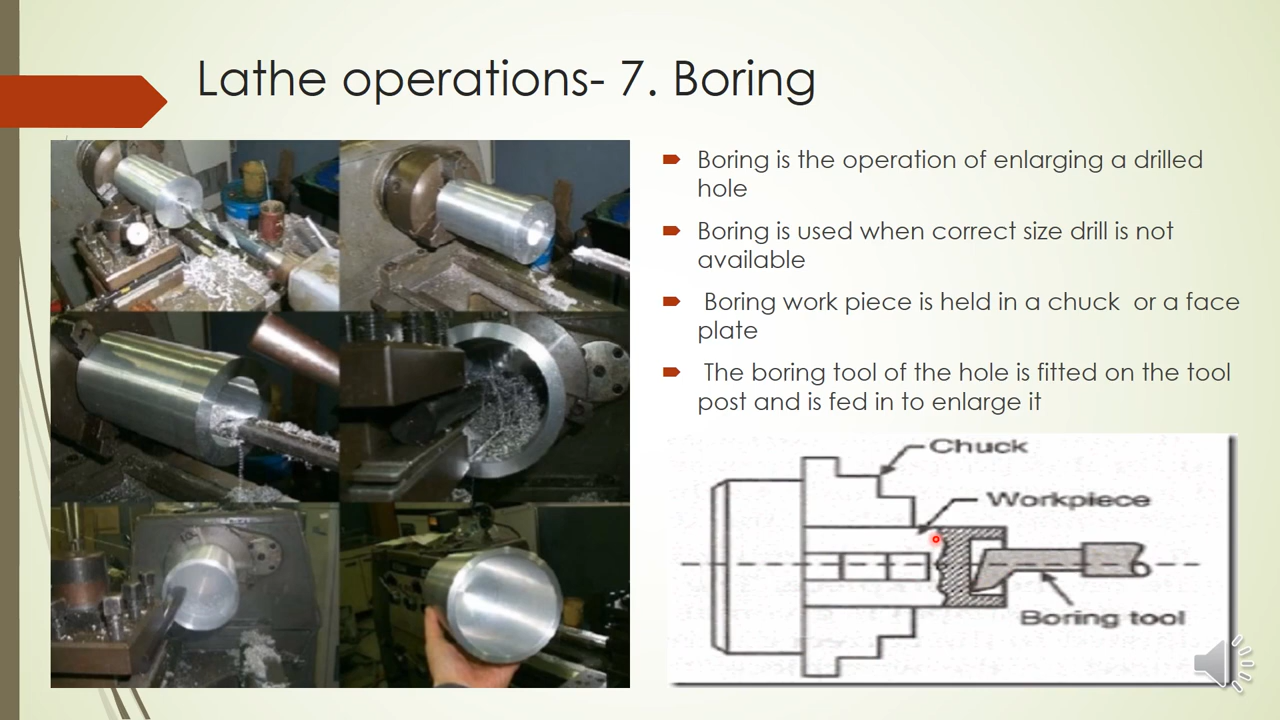 Lathe operations- 7. Boring
Boring is the operation of enlarging a drilled
hole
Boring is used when correct size drill is not
available
Boring work piece is held in a chuck or a face
plate
The boring tool of the hole is fitted on the tool
post and is fed in to enlarge it
Chuck
Workpiece
Boring tool